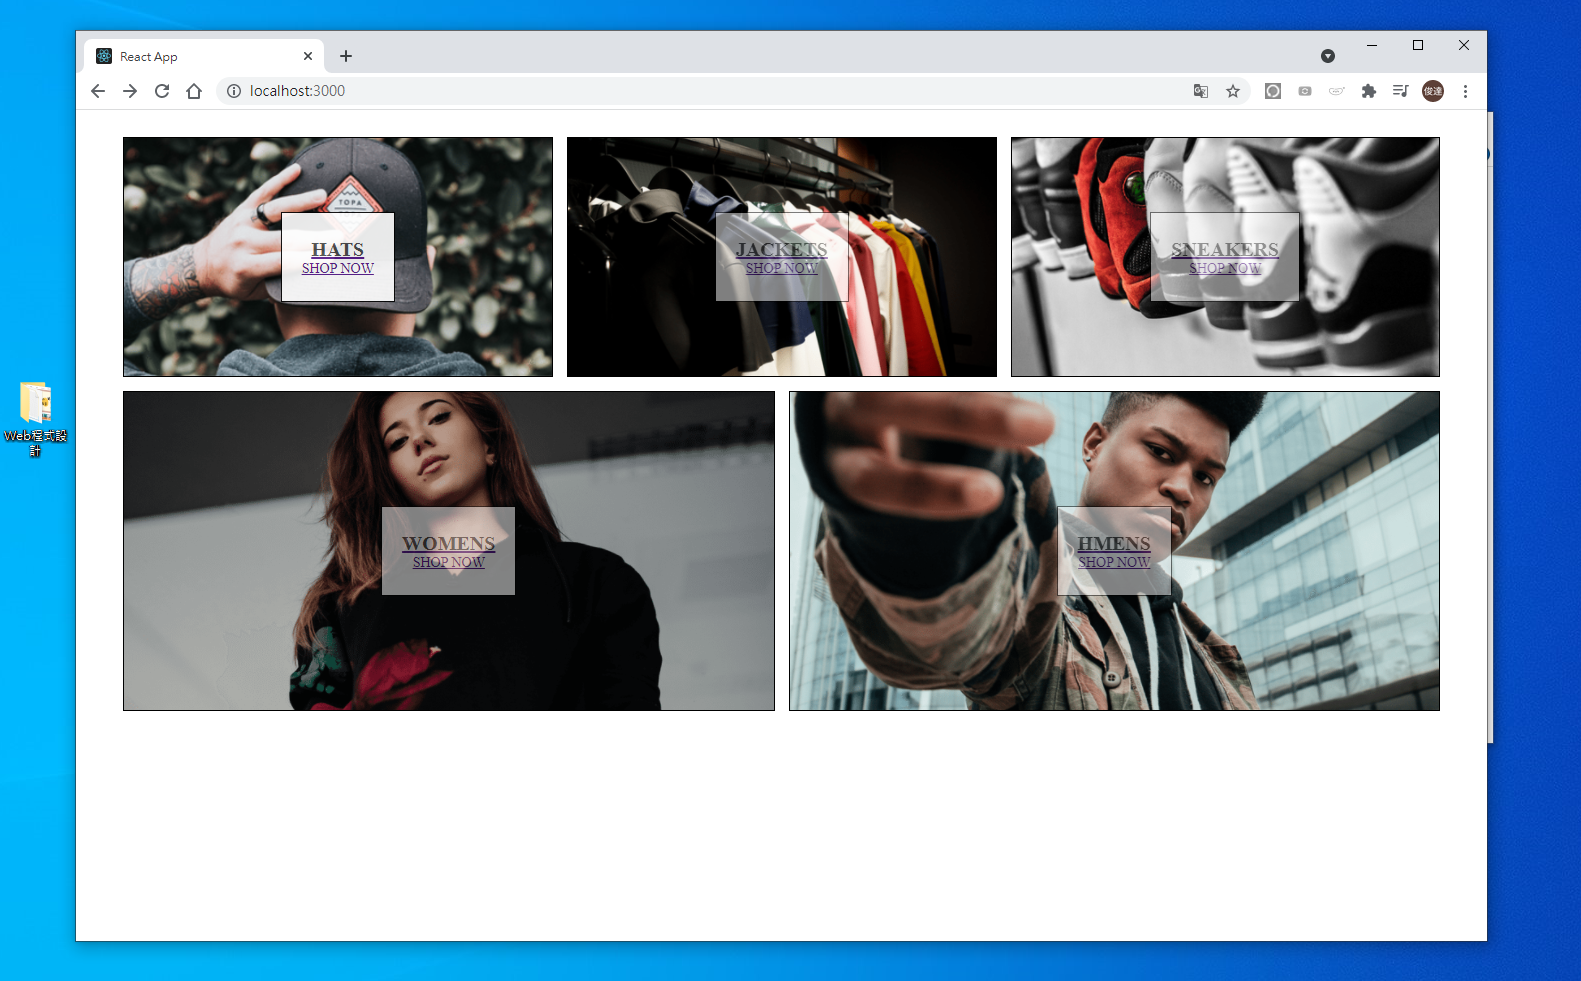 React App
localhost:3000
俊達
TOPA
HATS
SHOP NOW
JACKETS
SHOP NOW
SNEAKERS
SHOP NOW
Web程式設
計
WOMENS
SHOP NOW
HMENS
SHOP NOW